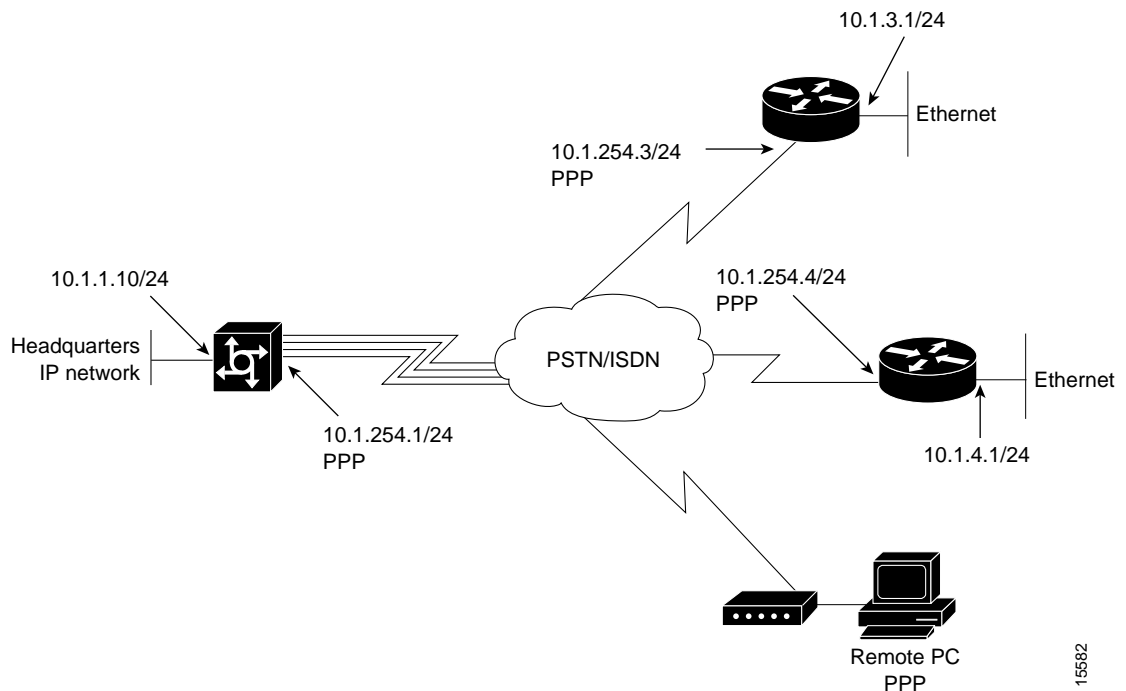 10.1.3.1/24
Ethernet
10.1.254.3/24
PPP
10.1.1.10/24
10.1.254.4/24
PPP
Headquarters
IP network
PSTN/ISDN
Ethernet
10.1.254.1/24
PPP
10.1.4.1/24
Remote PC
PPP
15582